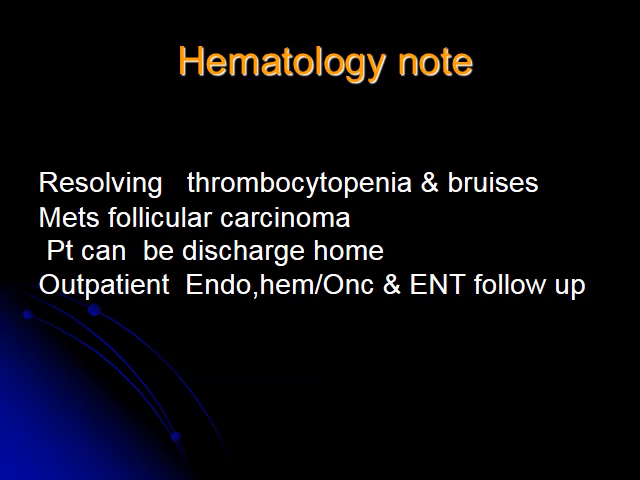 Hematology note
Resolving   thrombocytopenia & bruises
Mets follicular carcinoma
Pt can  be discharge home
Outpatient  Endo,hem/Onc & ENT follow up